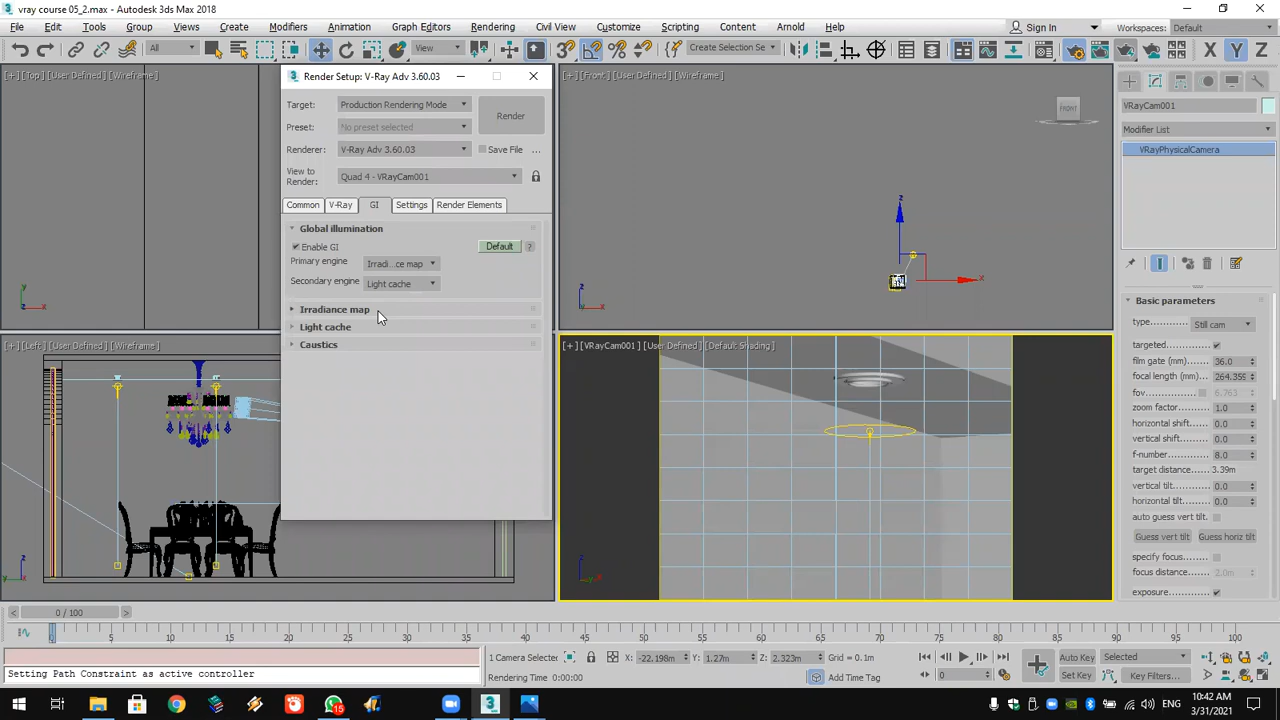 vray course 05_2.max - Autodesk 3ds Max 2018
File Edit Tools Group Views Create Modifiers Animation Graph Editors Rendering Civil View Customize Scripting Content Arnold Help Sign In Workspaces: Default
All View Create Selection Se X Y Z
[+] [Top] [User Defined] [Wireframe]
Render Setup: V-Ray Adv 3.60.03
Target: Production Rendering Mode
Preset: No preset selected
Render
Renderer: V-Ray Adv 3.60.03 Save File ...
View to Render: Quad 4 - VRayCam001
Common V-Ray GI Settings Render Elements
Global illumination
Enable GI Default ?
Primary engine Irradi...ce map
Secondary engine Light cache
Irradiance map
Light cache
Caustics
[+] [Front] [User Defined] [Wireframe]
FRONT
z
x
z
x
y
x
[+] [Left] [User Defined] [Wireframe]
z
y
[+] [VRayCam001] [User Defined] [Default Shading]
z
VRayCam001
Modifier List
VRayPhysicalCamera
Basic parameters
type. Still cam
targeted
film gate (mm) 36.0
focal length (mm) 264.359
fov 6.763
zoom factor 1.0
horizontal shift 0.0
vertical shift 0.0
f-number 8.0
target distance 3.39m
vertical tilt 0.0
horizontal tilt 0.0
auto guess vert tilt.
Guess vert tilt Guess horiz tilt
specify focus
focus distance 2.0m
exposure
0 / 100
5 10 15 20 25 30 35 40 45 50 55 60 65 70 75 80 85 90 95 100
Setting Path Constraint as active controller
1 Camera Selected
Rendering Time 0:00:00
X: -22.198m Y: 1.27m Z: 2.323m Grid = 0.1m
Add Time Tag
0
Auto Key Selected
Set Key Key Filters...
15
ENG
10:42 AM
3/31/2021